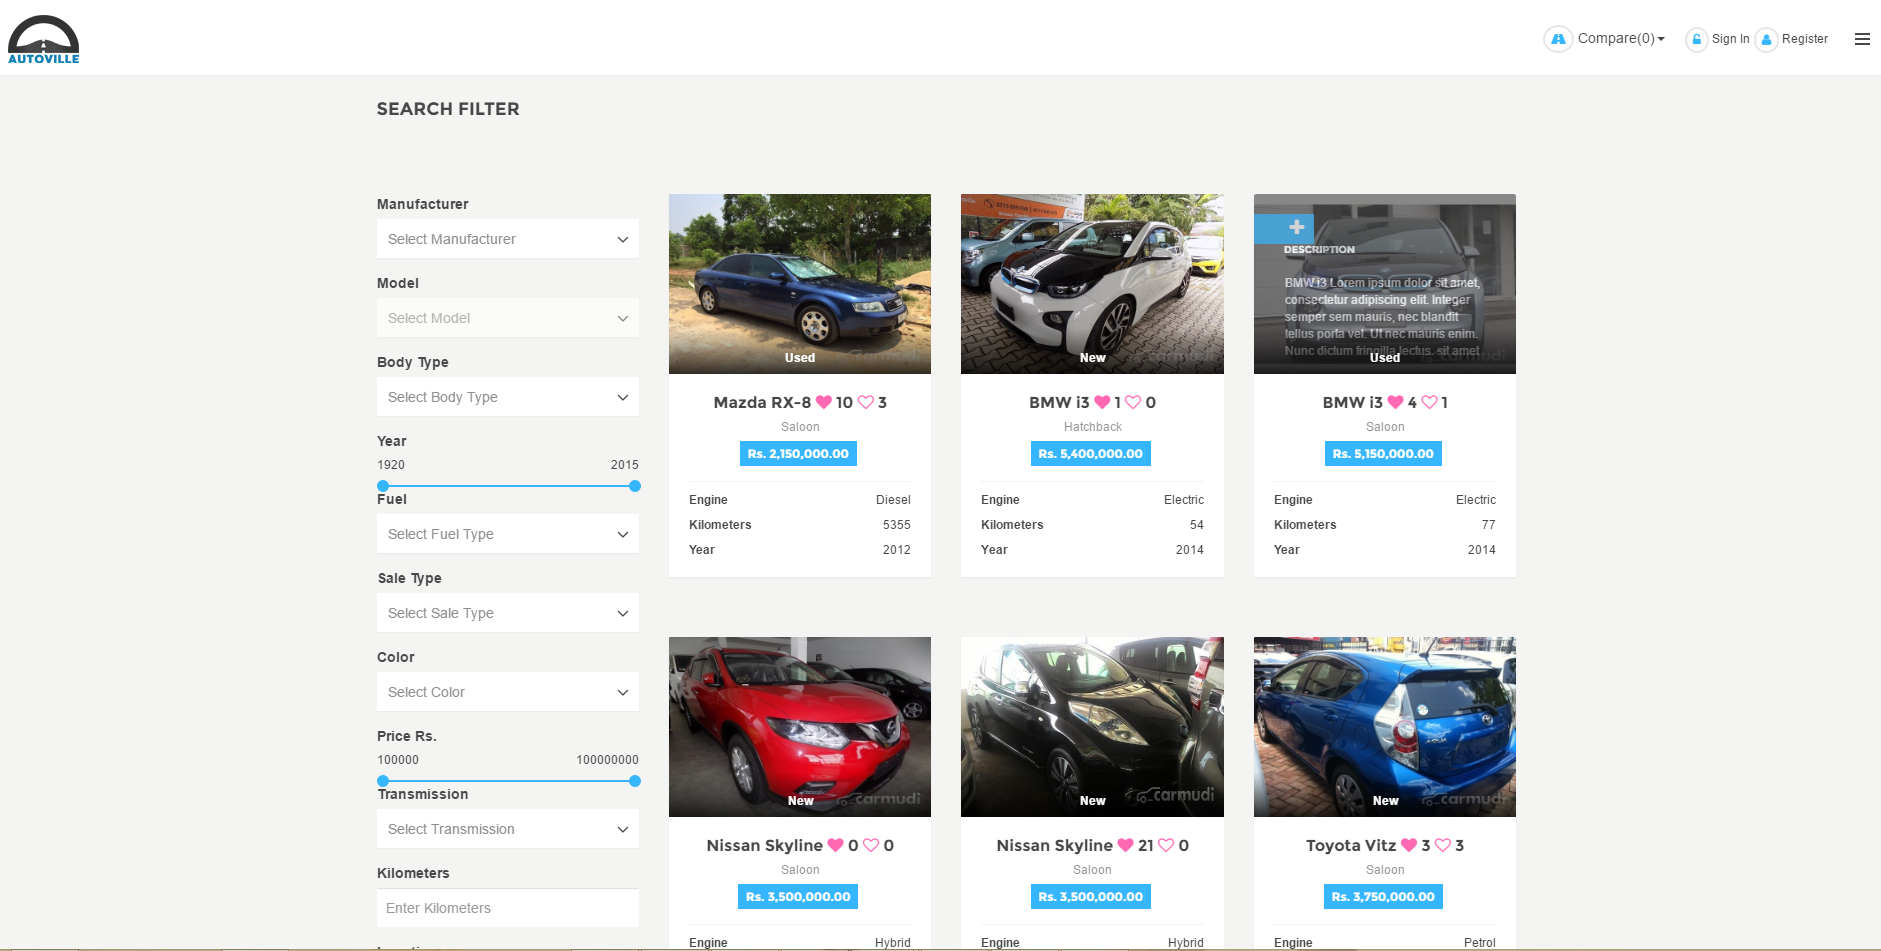 AUTOVILLE
Compare(0)
Sign In
Register
SEARCH FILTER
Manufacturer
Select Manufacturer
Model
Select Model
Body Type
Select Body Type
Year
1920 2015
Fuel
Select Fuel Type
Sale Type
Select Sale Type
Color
Select Color
Price Rs.
100000 100000000
Transmission
Select Transmission
Kilometers
Enter Kilometers
Used
carmudi
Mazda RX-8 10 3
Saloon
Rs. 2,150,000.00
Engine Diesel
Kilometers 5355
Year 2012
New
carmudi
BMW i3 1 0
Hatchback
Rs. 5,400,000.00
Engine Electric
Kilometers 54
Year 2014
DESCRIPTION
BMW i3 Lorem ipsum dolor sit amet,
consectetur adipiscing elit. Integer
semper sem mauris, nec blandit
tellus porta vel. Ut nec mauris enim.
Nunc dictum fringilla lectus, sit amet
Used
carmudi
BMW i3 4 1
Saloon
Rs. 5,150,000.00
Engine Electric
Kilometers 77
Year 2014
New
carmudi
Nissan Skyline 0 0
Saloon
Rs. 3,500,000.00
Engine Hybrid
New
carmudi
Nissan Skyline 21 0
Saloon
Rs. 3,500,000.00
Engine Hybrid
New
carmudi
Toyota Vitz 3 3
Saloon
Rs. 3,750,000.00
Engine Petrol